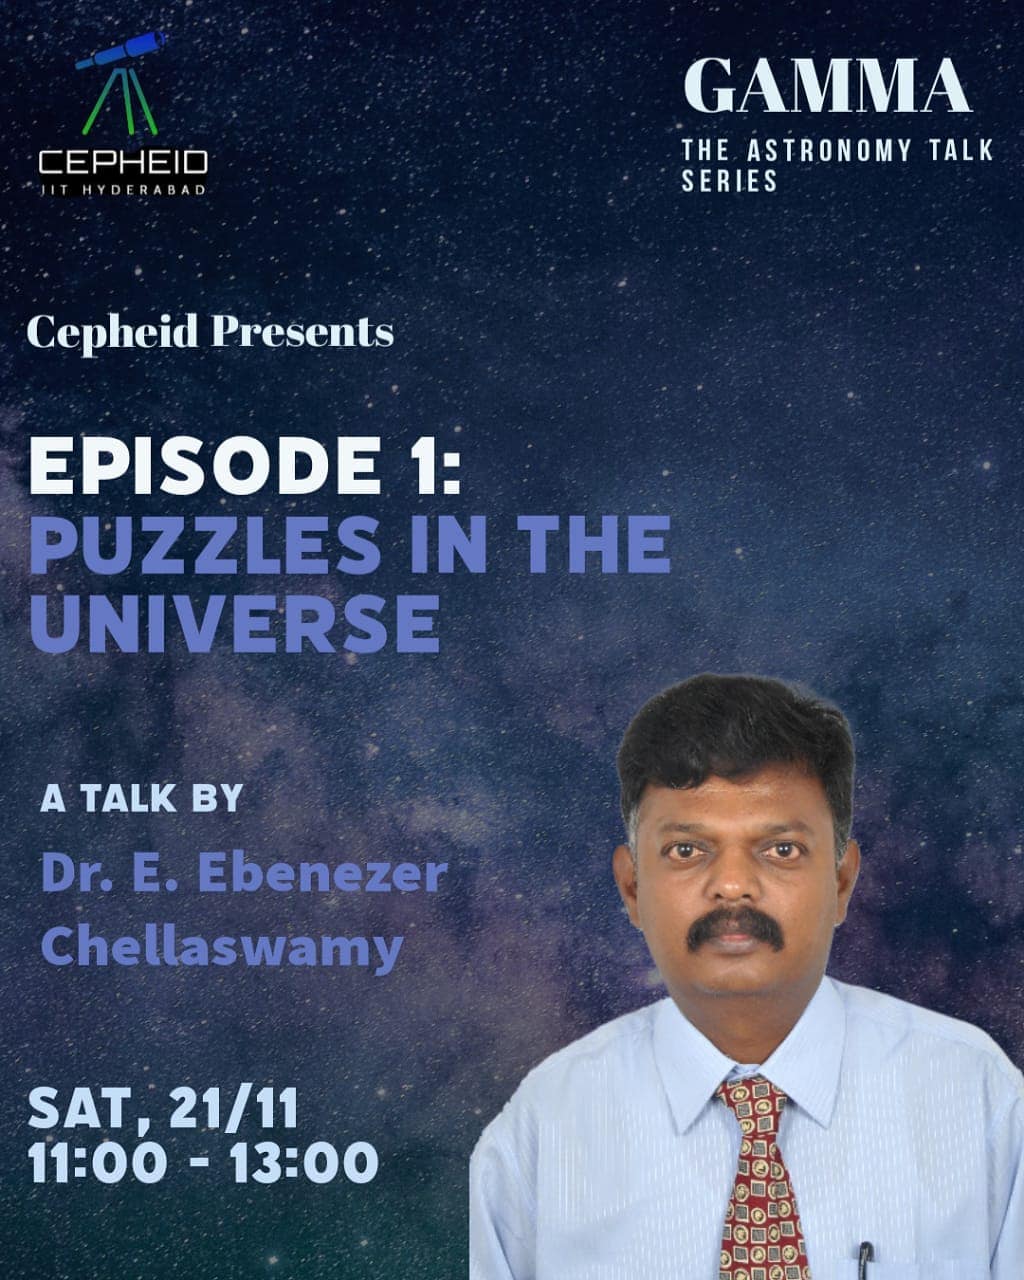 CEPHEID
IIT HYDERABAD
GAMMA
THE ASTRONOMY TALK
SERIES
Cepheid Presents
EPISODE 1:
PUZZLES IN THE
UNIVERSE
A TALK BY
Dr. E. Ebenezer
Chellaswamy
SAT, 21/11
11:00 - 13:00